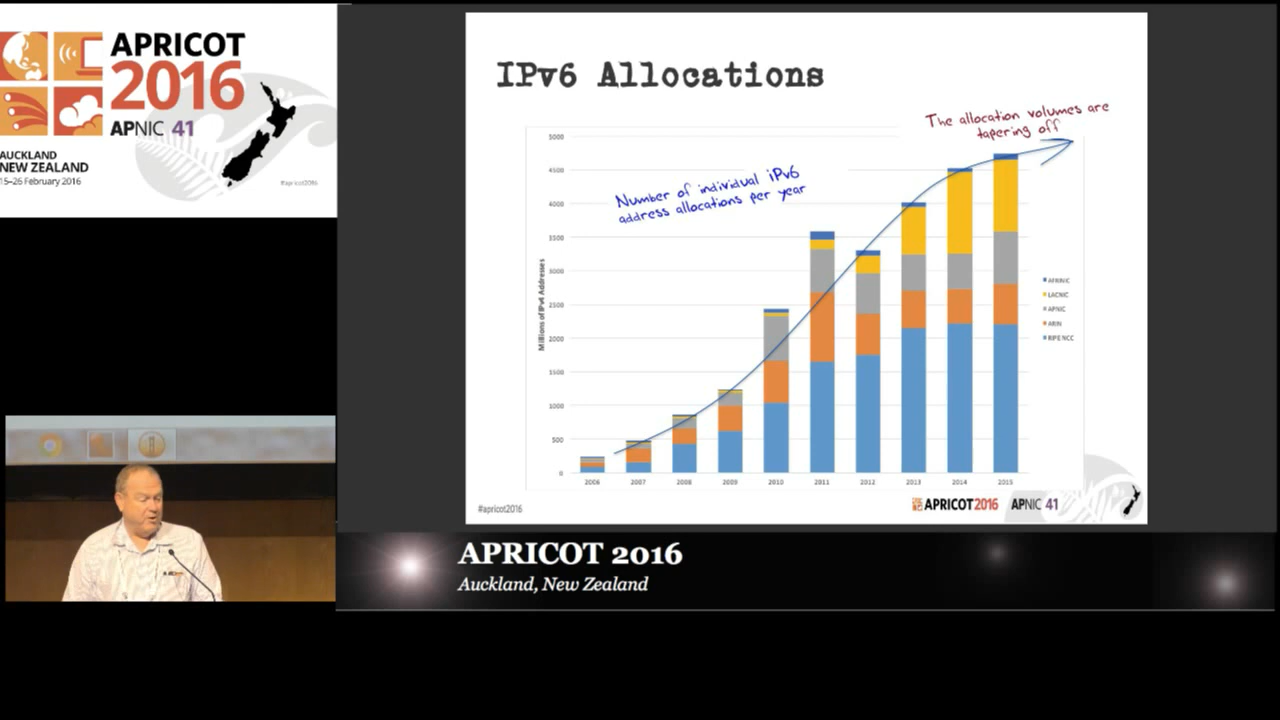 APRICOT
2016
APNIC 41
AUCKLAND
NEW ZEALAND
15–26 February 2016
#apricot2016
IPv6 Allocations
The allocation volumes are
tapering off
Number of individual iPv6
address allocations per year
Millions of IPv6 Addresses
5000
4500
4000
3500
3000
2500
2000
1500
1000
500
0
2006 2007 2008 2009 2010 2011 2012 2013 2014 2015
AFRINIC
LACNIC
APNIC
ARIN
RIPE NCC
#apricot2016
APRICOT2016 APNIC 41
APRICOT 2016
Auckland, New Zealand